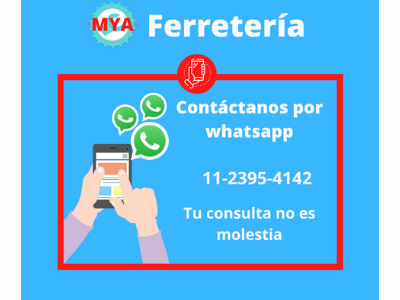 MYA Ferretería
Contáctanos por
whatsapp
11-2395-4142
Tu consulta no es
molestia